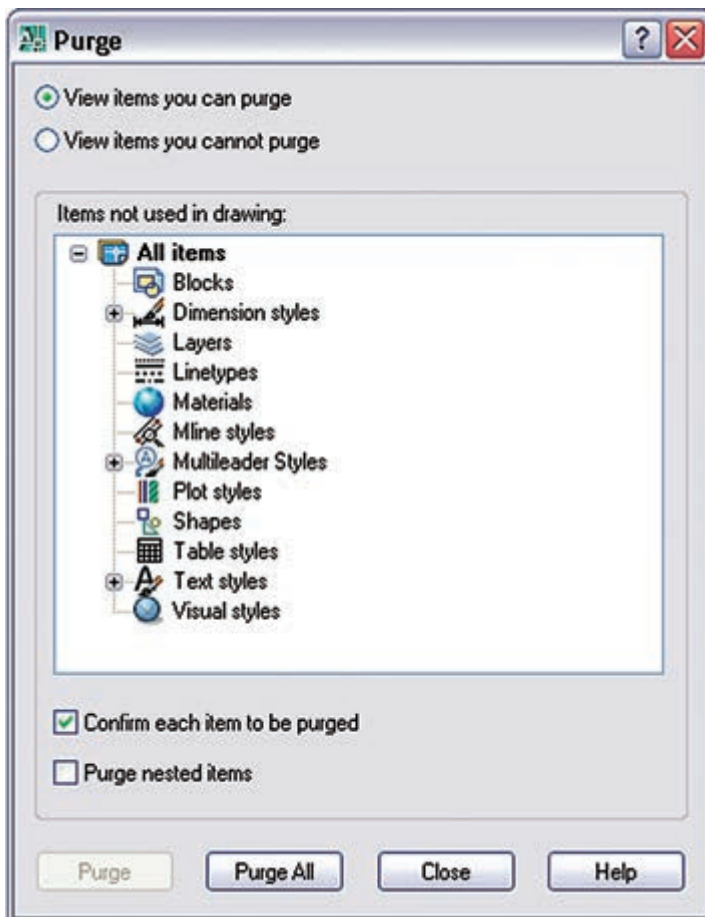 Purge
View items you can purge
View items you cannot purge
Items not used in drawing:
All items
Blocks
Dimension styles
Layers
Linetypes
Materials
Mline styles
Multileader Styles
Plot styles
Shapes
Table styles
Text styles
Visual styles
Confirm each item to be purged
Purge nested items
Purge Purge All Close Help